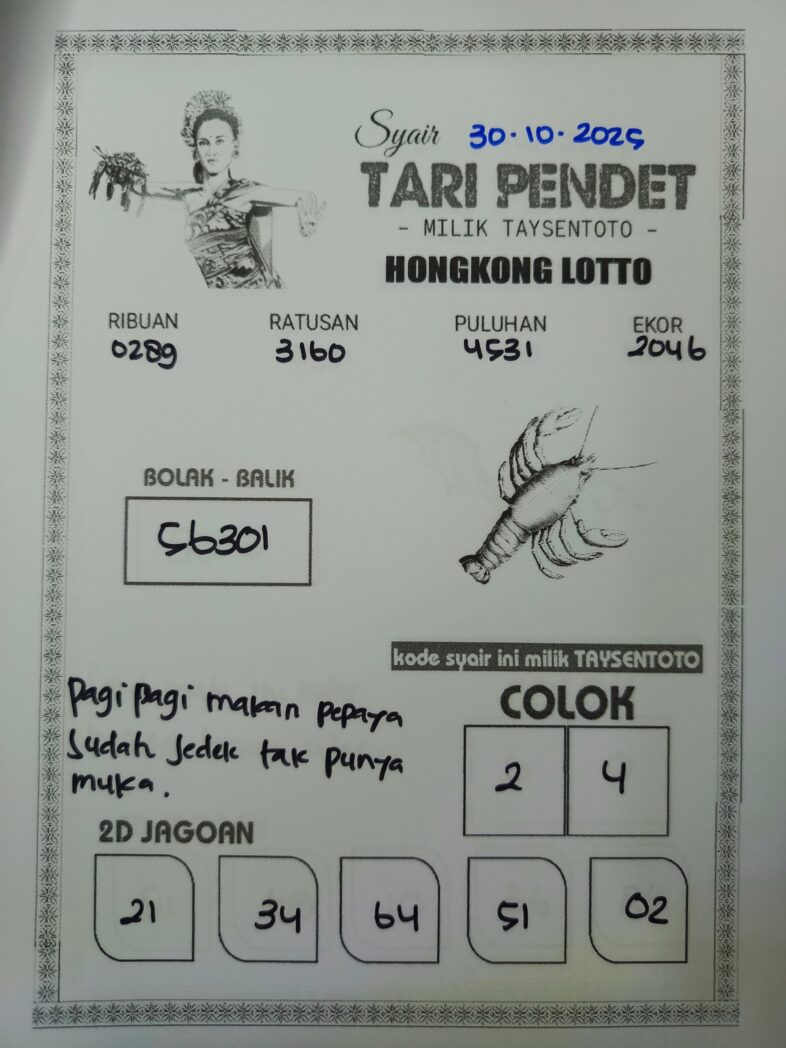 Syair 30.10.2025
TARI PENDET
- MILIK TAYSENTOTO -
HONGKONG LOTTO
RIBUAN RATUSAN PULUHAN EKOR
0289 3160 4531 2046
BOLAK - BALIK
56301
kode syair ini milik TAYSENTOTO
COLOK
2 4
Pagi pagi makan pepaya
Sudah Jedek tak punya
muka.
2D JAGOAN
21 34 64 51 02